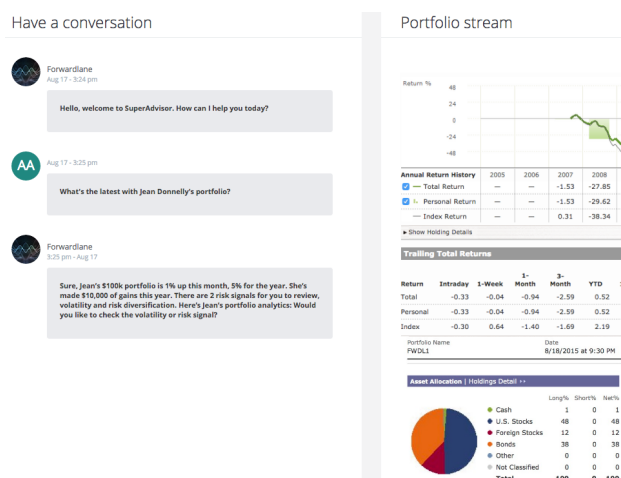 Have a conversation
Forwardlane
Aug 17 - 3:24 pm
Hello, welcome to SuperAdvisor. How can I help you today?
AA
Aug 17 - 3:25 pm
What's the latest with Jean Donnelly's portfolio?
Forwardlane
3:25 pm - Aug 17
Sure, Jean's $100k portfolio is 1% up this month, 5% for the year. She's
made $10,000 of gains this year. There are 2 risk signals for you to review,
volatility and risk diversification. Here's Jean's portfolio analytics: Would
you like to check the volatility or risk signal?
Portfolio stream
Return %
48
24
0
-24
-48
Annual Return History 2005 2006 2007 2008
Total Return — — -1.53 -27.85
Personal Return — — -1.53 -29.62
Index Return — — 0.31 -38.34
Show Holding Details
Trailing Total Returns
Return Intraday 1-Week 1-Month 3-Month YTD
Total -0.33 -0.04 -0.94 -2.59 0.52
Personal -0.33 -0.04 -0.94 -2.59 0.52
Index -0.30 0.64 -1.40 -1.69 2.19
Portfolio Name Date
FWDL1 8/18/2015 at 9:30 PM
Asset Allocation | Holdings Detail
Long% Short% Net%
Cash 1 0 1
U.S. Stocks 48 0 48
Foreign Stocks 12 0 12
Bonds 38 0 38
Other 0 0 0
Not Classified 0 0 0
Total 100 0 100